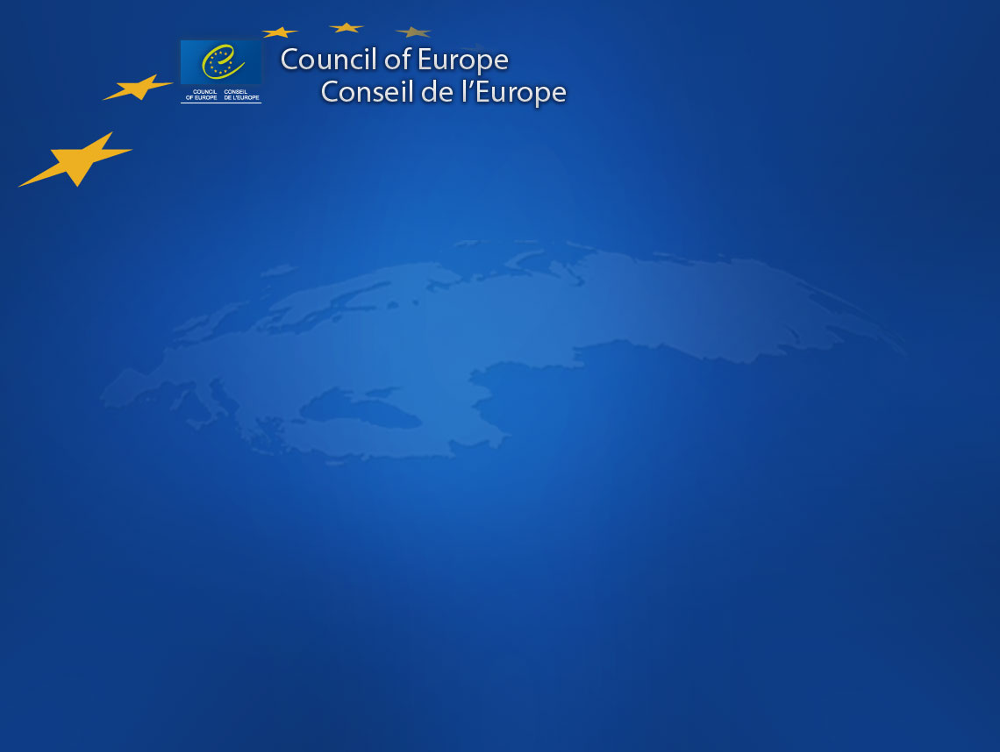 Council of Europe
Conseil de l'Europe
COUNCIL CONSEIL
OF EUROPE DE L'EUROPE